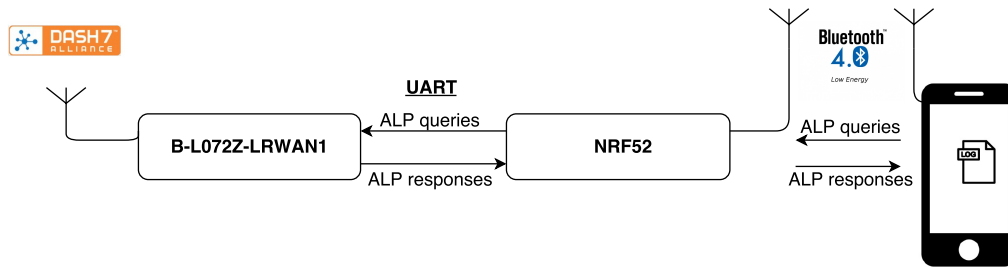 DASH7
ALLIANCE
Bluetooth™
4.0
Low Energy
UART
ALP queries
B-L072Z-LRWAN1
NRF52
ALP responses
ALP queries
ALP responses
LOG